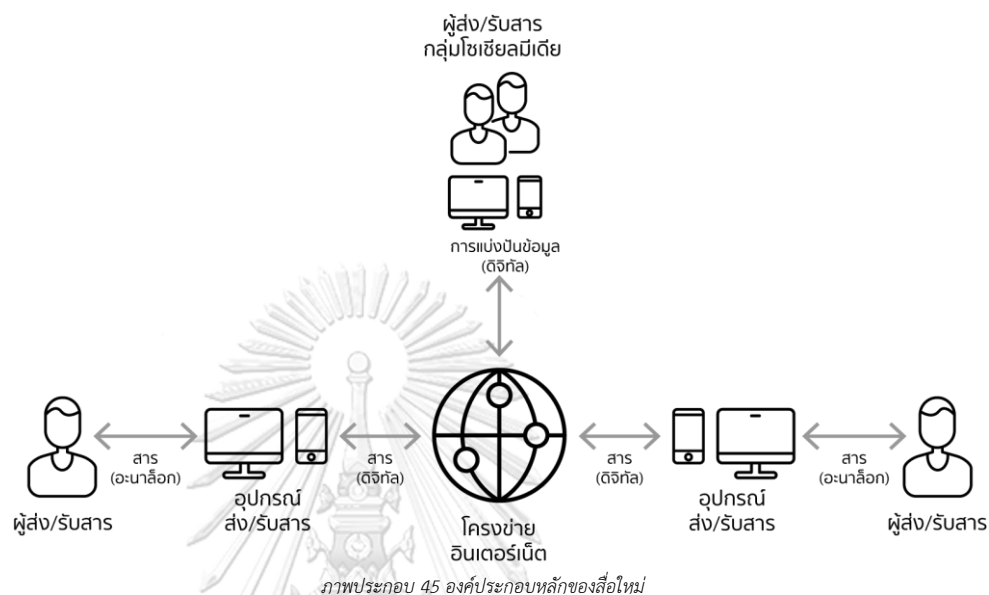 ผู้ส่ง/รับสาร
กลุ่มโซเชียลมีเดีย
การแบ่งปันข้อมูล
(ดิจิทัล)
สาร
(อะนาล็อก)
สาร
(ดิจิทัล)
สาร
(ดิจิทัล)
สาร
(อะนาล็อก)
ผู้ส่ง/รับสาร
อุปกรณ์
ส่ง/รับสาร
โครงข่าย
อินเตอร์เน็ต
อุปกรณ์
ส่ง/รับสาร
ผู้ส่ง/รับสาร
ภาพประกอบ 45 องค์ประกอบหลักของสื่อใหม่